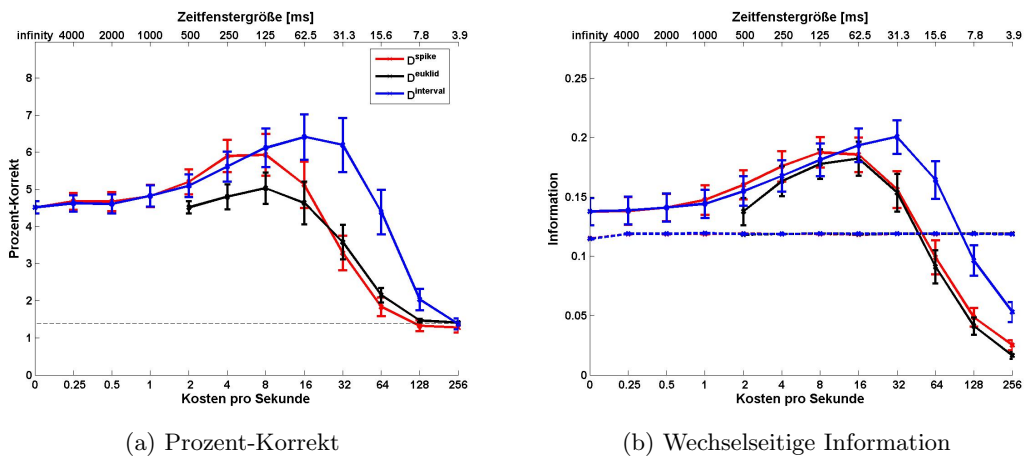 Zeitfenstergröße [ms]
infinity 4000 2000 1000 500 250 125 62.5 31.3 15.6 7.8 3.9
8
7
6
5
4
3
2
1
0
Prozent-Korrekt
D^spike
D^euklid
D^interval
0 0.25 0.5 1 2 4 8 16 32 64 128 256
Kosten pro Sekunde
(a) Prozent-Korrekt
Zeitfenstergröße [ms]
infinity 4000 2000 1000 500 250 125 62.5 31.3 15.6 7.8 3.9
0.25
0.2
0.15
0.1
0.05
0
Information
0 0.25 0.5 1 2 4 8 16 32 64 128 256
Kosten pro Sekunde
(b) Wechselseitige Information